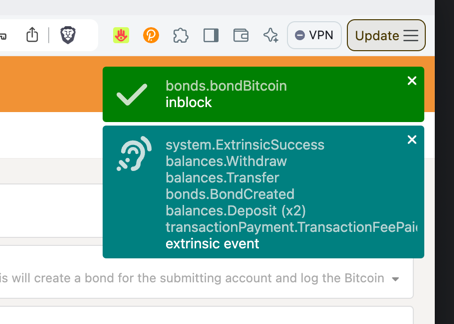 VPN
Update
bonds.bondBitcoin
inblock
system.ExtrinsicSuccess
balances.Withdraw
balances.Transfer
bonds.BondCreated
balances.Deposit (x2)
transactionPayment.TransactionFeePai
extrinsic event
is will create a bond for the submitting account and log the Bitcoin